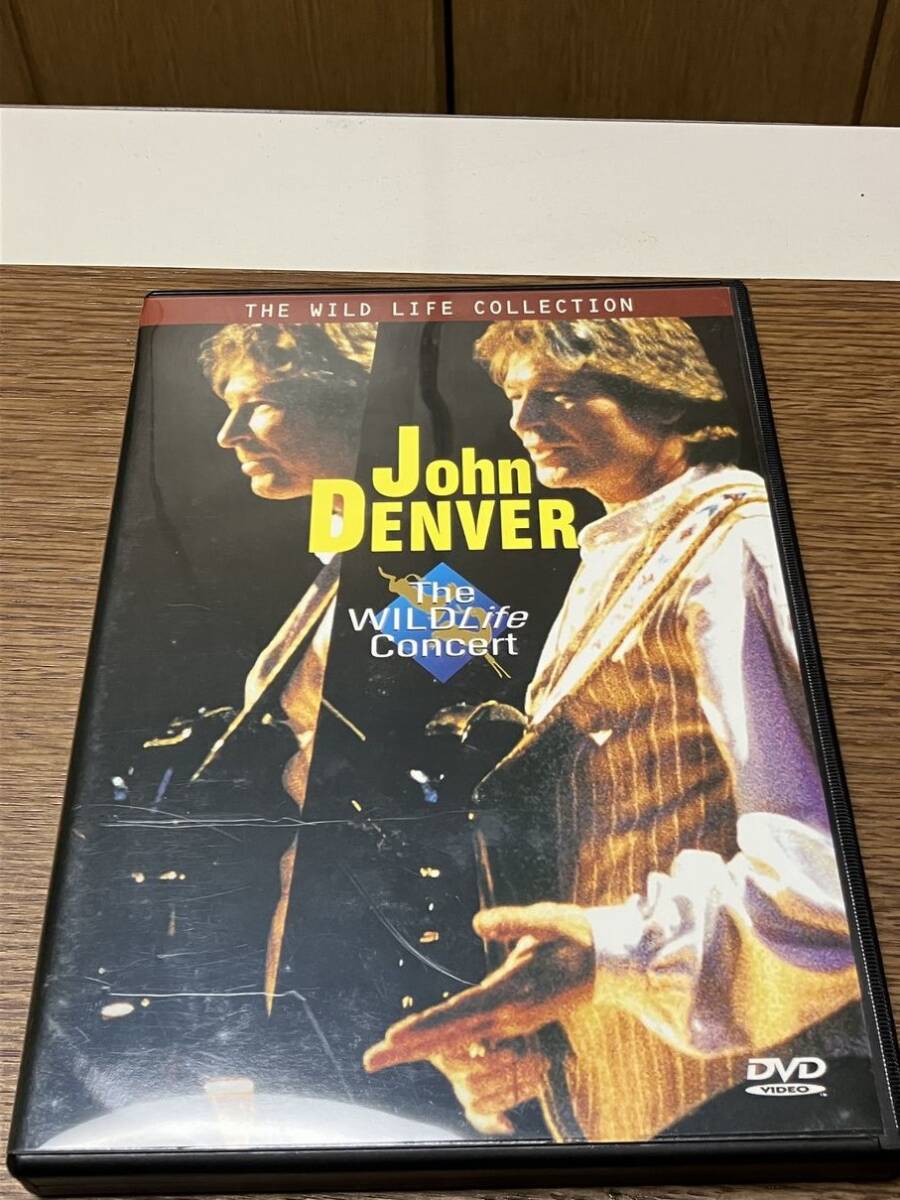 THE WILD LIFE COLLECTION
John
DENVER
The
WILDLife
Concert
DVD
VIDEO